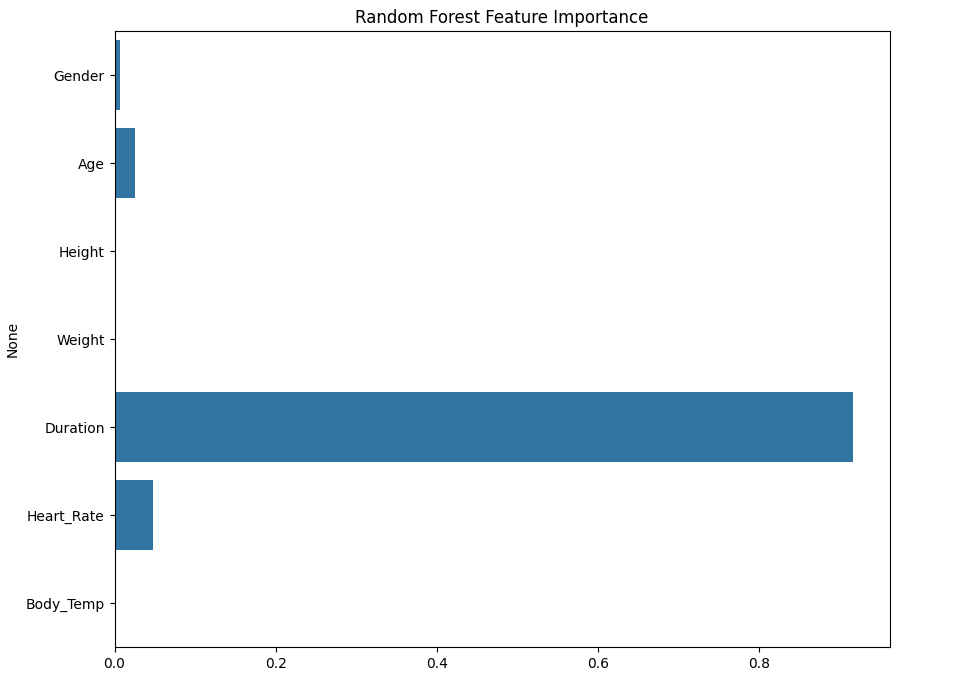 Random Forest Feature Importance
Gender
Age
Height
Weight
Duration
Heart_Rate
Body_Temp
None
0.0 0.2 0.4 0.6 0.8